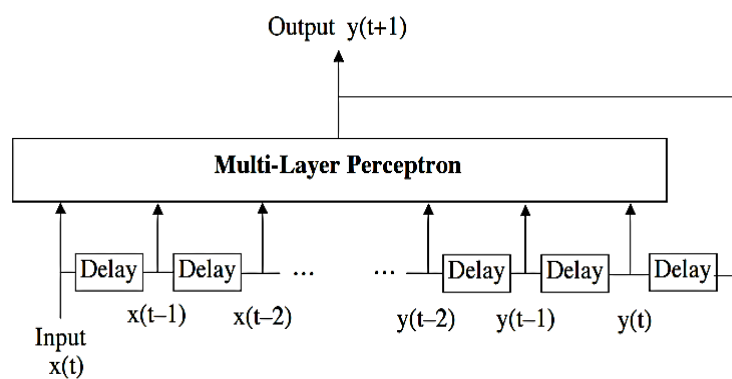 Output y(t+1)
Multi-Layer Perceptron
Delay Delay ... ... Delay Delay Delay
x(t–1) x(t–2) y(t–2) y(t–1) y(t)
Input
x(t)